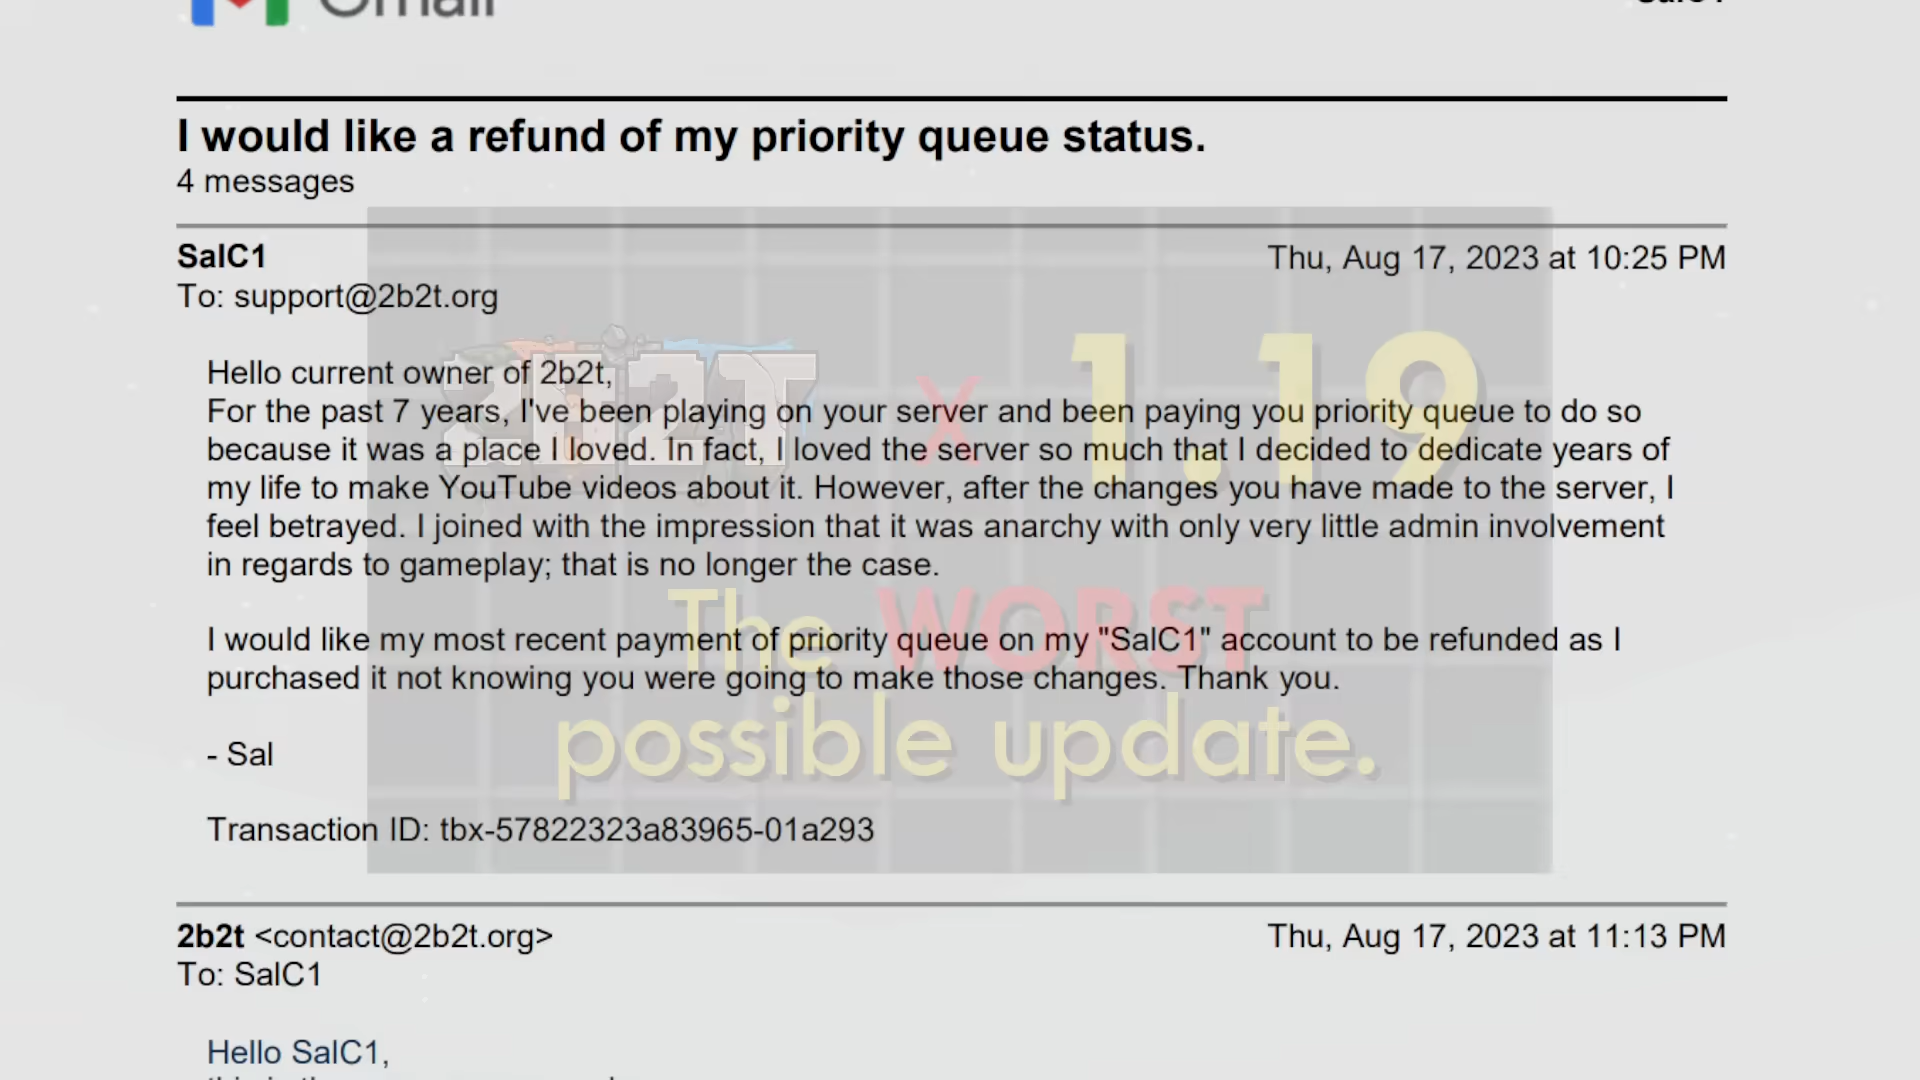 Gmail
SalC1
I would like a refund of my priority queue status.
4 messages
SalC1
Thu, Aug 17, 2023 at 10:25 PM
To: support@2b2t.org
Hello current owner of 2b2t,
For the past 7 years, I've been playing on your server and been paying you priority queue to do so
because it was a place I loved. In fact, I loved the server so much that I decided to dedicate years of
my life to make YouTube videos about it. However, after the changes you have made to the server, I
feel betrayed. I joined with the impression that it was anarchy with only very little admin involvement
in regards to gameplay; that is no longer the case.
I would like my most recent payment of priority queue on my "SalC1" account to be refunded as I
purchased it not knowing you were going to make those changes. Thank you.
- Sal
Transaction ID: tbx-57822323a83965-01a293
2b2t <contact@2b2t.org>
Thu, Aug 17, 2023 at 11:13 PM
To: SalC1
Hello SalC1,
2B2T x 1.19
The WORST
possible update.